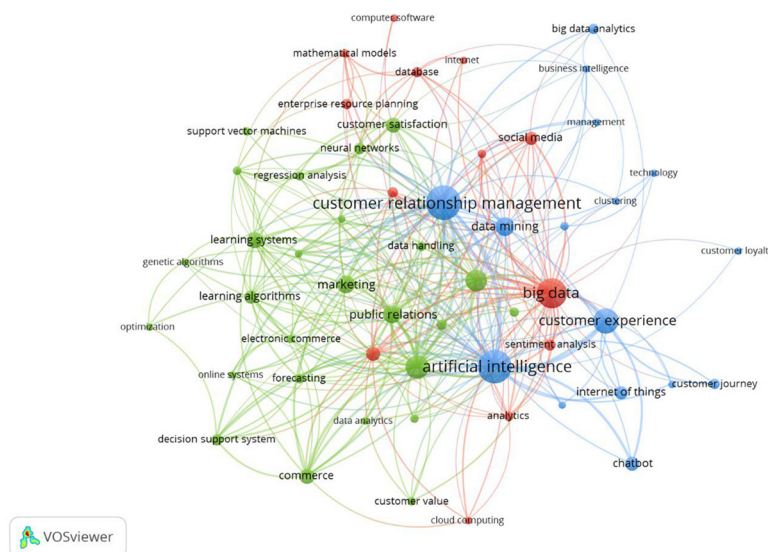 computer software
big data analytics
mathematical models
internet
database
business intelligence
enterprise resource planning
customer satisfaction
management
support vector machines
social media
neural networks
regression analysis
technology
customer relationship management
clustering
data mining
learning systems
data handling
customer loyalt
genetic algorithms
marketing
big data
learning algorithms
public relations
customer experience
optimization
electronic commerce
sentiment analysis
artificial intelligence
online systems
forecasting
customer journey
internet of things
analytics
data analytics
decision support system
chatbot
commerce
customer value
cloud computing
VOSviewer